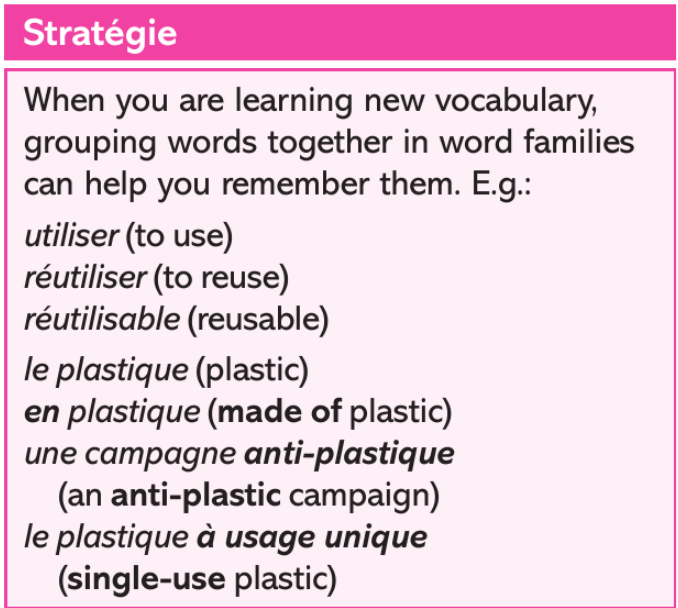 Stratégie
When you are learning new vocabulary,
grouping words together in word families
can help you remember them. E.g.:
utiliser (to use)
réutiliser (to reuse)
réutilisable (reusable)
le plastique (plastic)
en plastique (made of plastic)
une campagne anti-plastique
(an anti-plastic campaign)
le plastique à usage unique
(single-use plastic)